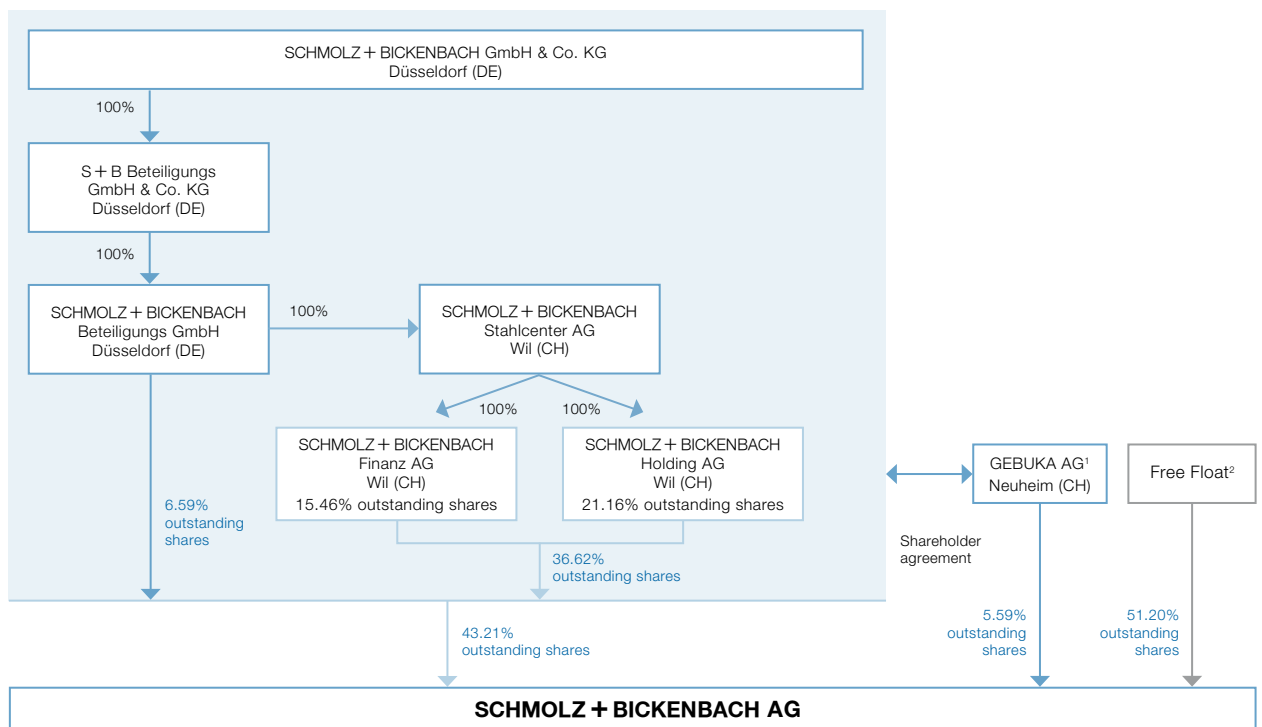 SCHMOLZ + BICKENBACH GmbH & Co. KG
Düsseldorf (DE)
100%
S + B Beteiligungs
GmbH & Co. KG
Düsseldorf (DE)
100%
SCHMOLZ + BICKENBACH
Beteiligungs GmbH
Düsseldorf (DE)
100%
SCHMOLZ + BICKENBACH
Stahlcenter AG
Wil (CH)
100%
100%
SCHMOLZ + BICKENBACH
Finanz AG
Wil (CH)
15.46% outstanding shares
SCHMOLZ + BICKENBACH
Holding AG
Wil (CH)
21.16% outstanding shares
GEBUKA AG¹
Neuheim (CH)
Free Float²
6.59%
outstanding
shares
36.62%
outstanding shares
Shareholder
agreement
43.21%
outstanding shares
5.59%
outstanding
shares
51.20%
outstanding
shares
SCHMOLZ + BICKENBACH AG